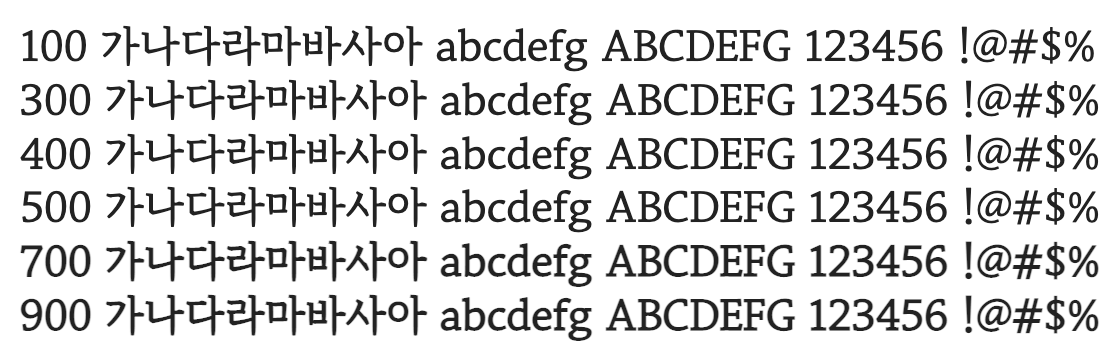 100 가나다라마바사아 abcdefg ABCDEFG 123456 !@#$%
300 가나다라마바사아 abcdefg ABCDEFG 123456 !@#$%
400 가나다라마바사아 abcdefg ABCDEFG 123456 !@#$%
500 가나다라마바사아 abcdefg ABCDEFG 123456 !@#$%
700 가나다라마바사아 abcdefg ABCDEFG 123456 !@#$%
900 가나다라마바사아 abcdefg ABCDEFG 123456 !@#$%